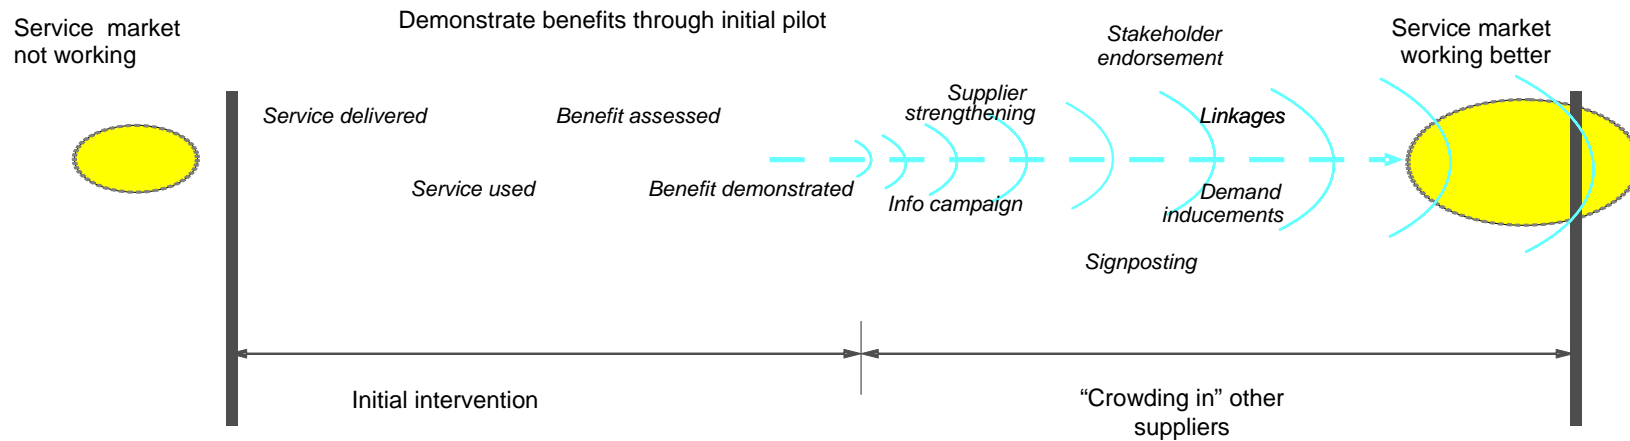 Service market
not working
Demonstrate benefits through initial pilot
Stakeholder
endorsement
Service market
working better
Service delivered
Benefit assessed
Supplier
strengthening
Linkages
Service used
Benefit demonstrated
Info campaign
Demand
inducements
Signposting
Initial intervention
“Crowding in” other
suppliers